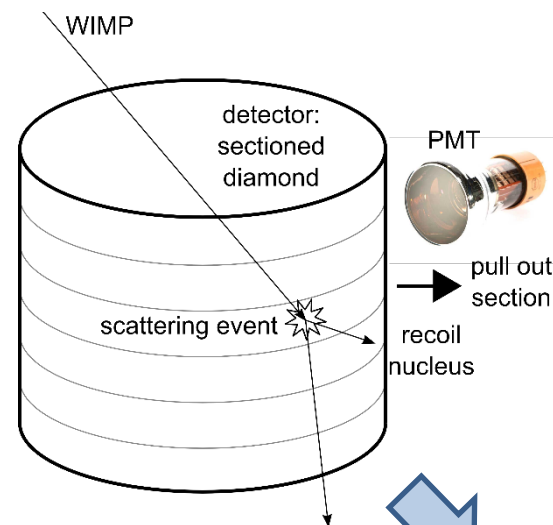 WIMP
detector:
sectioned
diamond
PMT
pull out
section
scattering event
recoil
nucleus